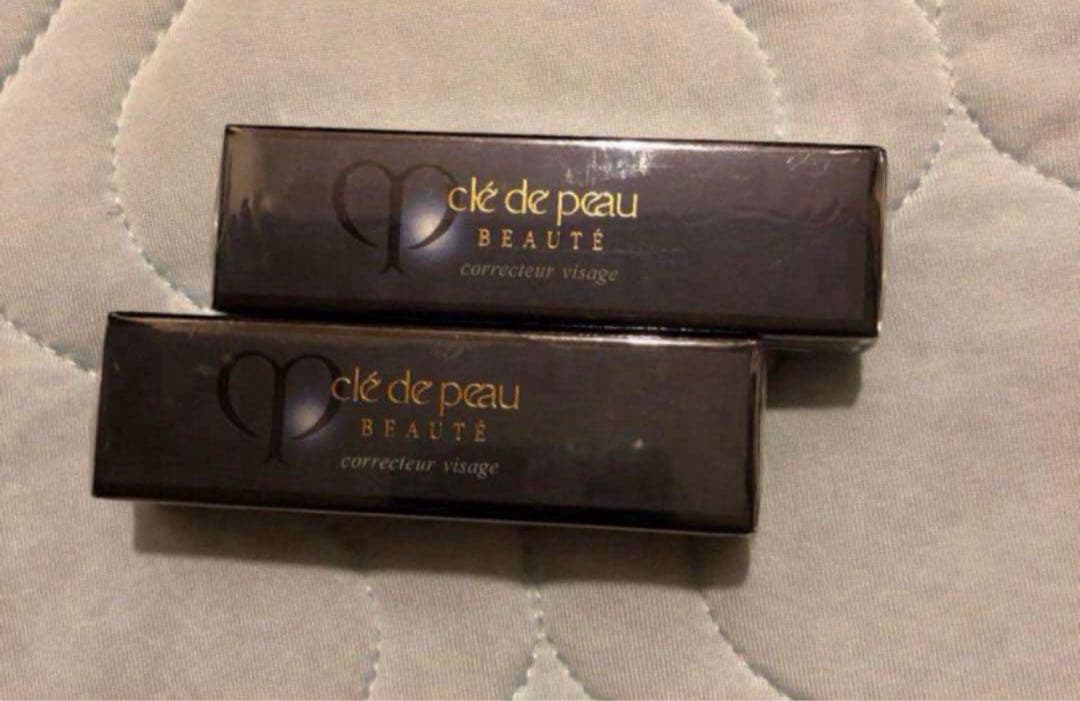 clé de peau
BEAUTÉ
correcteur visage
clé de peau
BEAUTÉ
correcteur visage